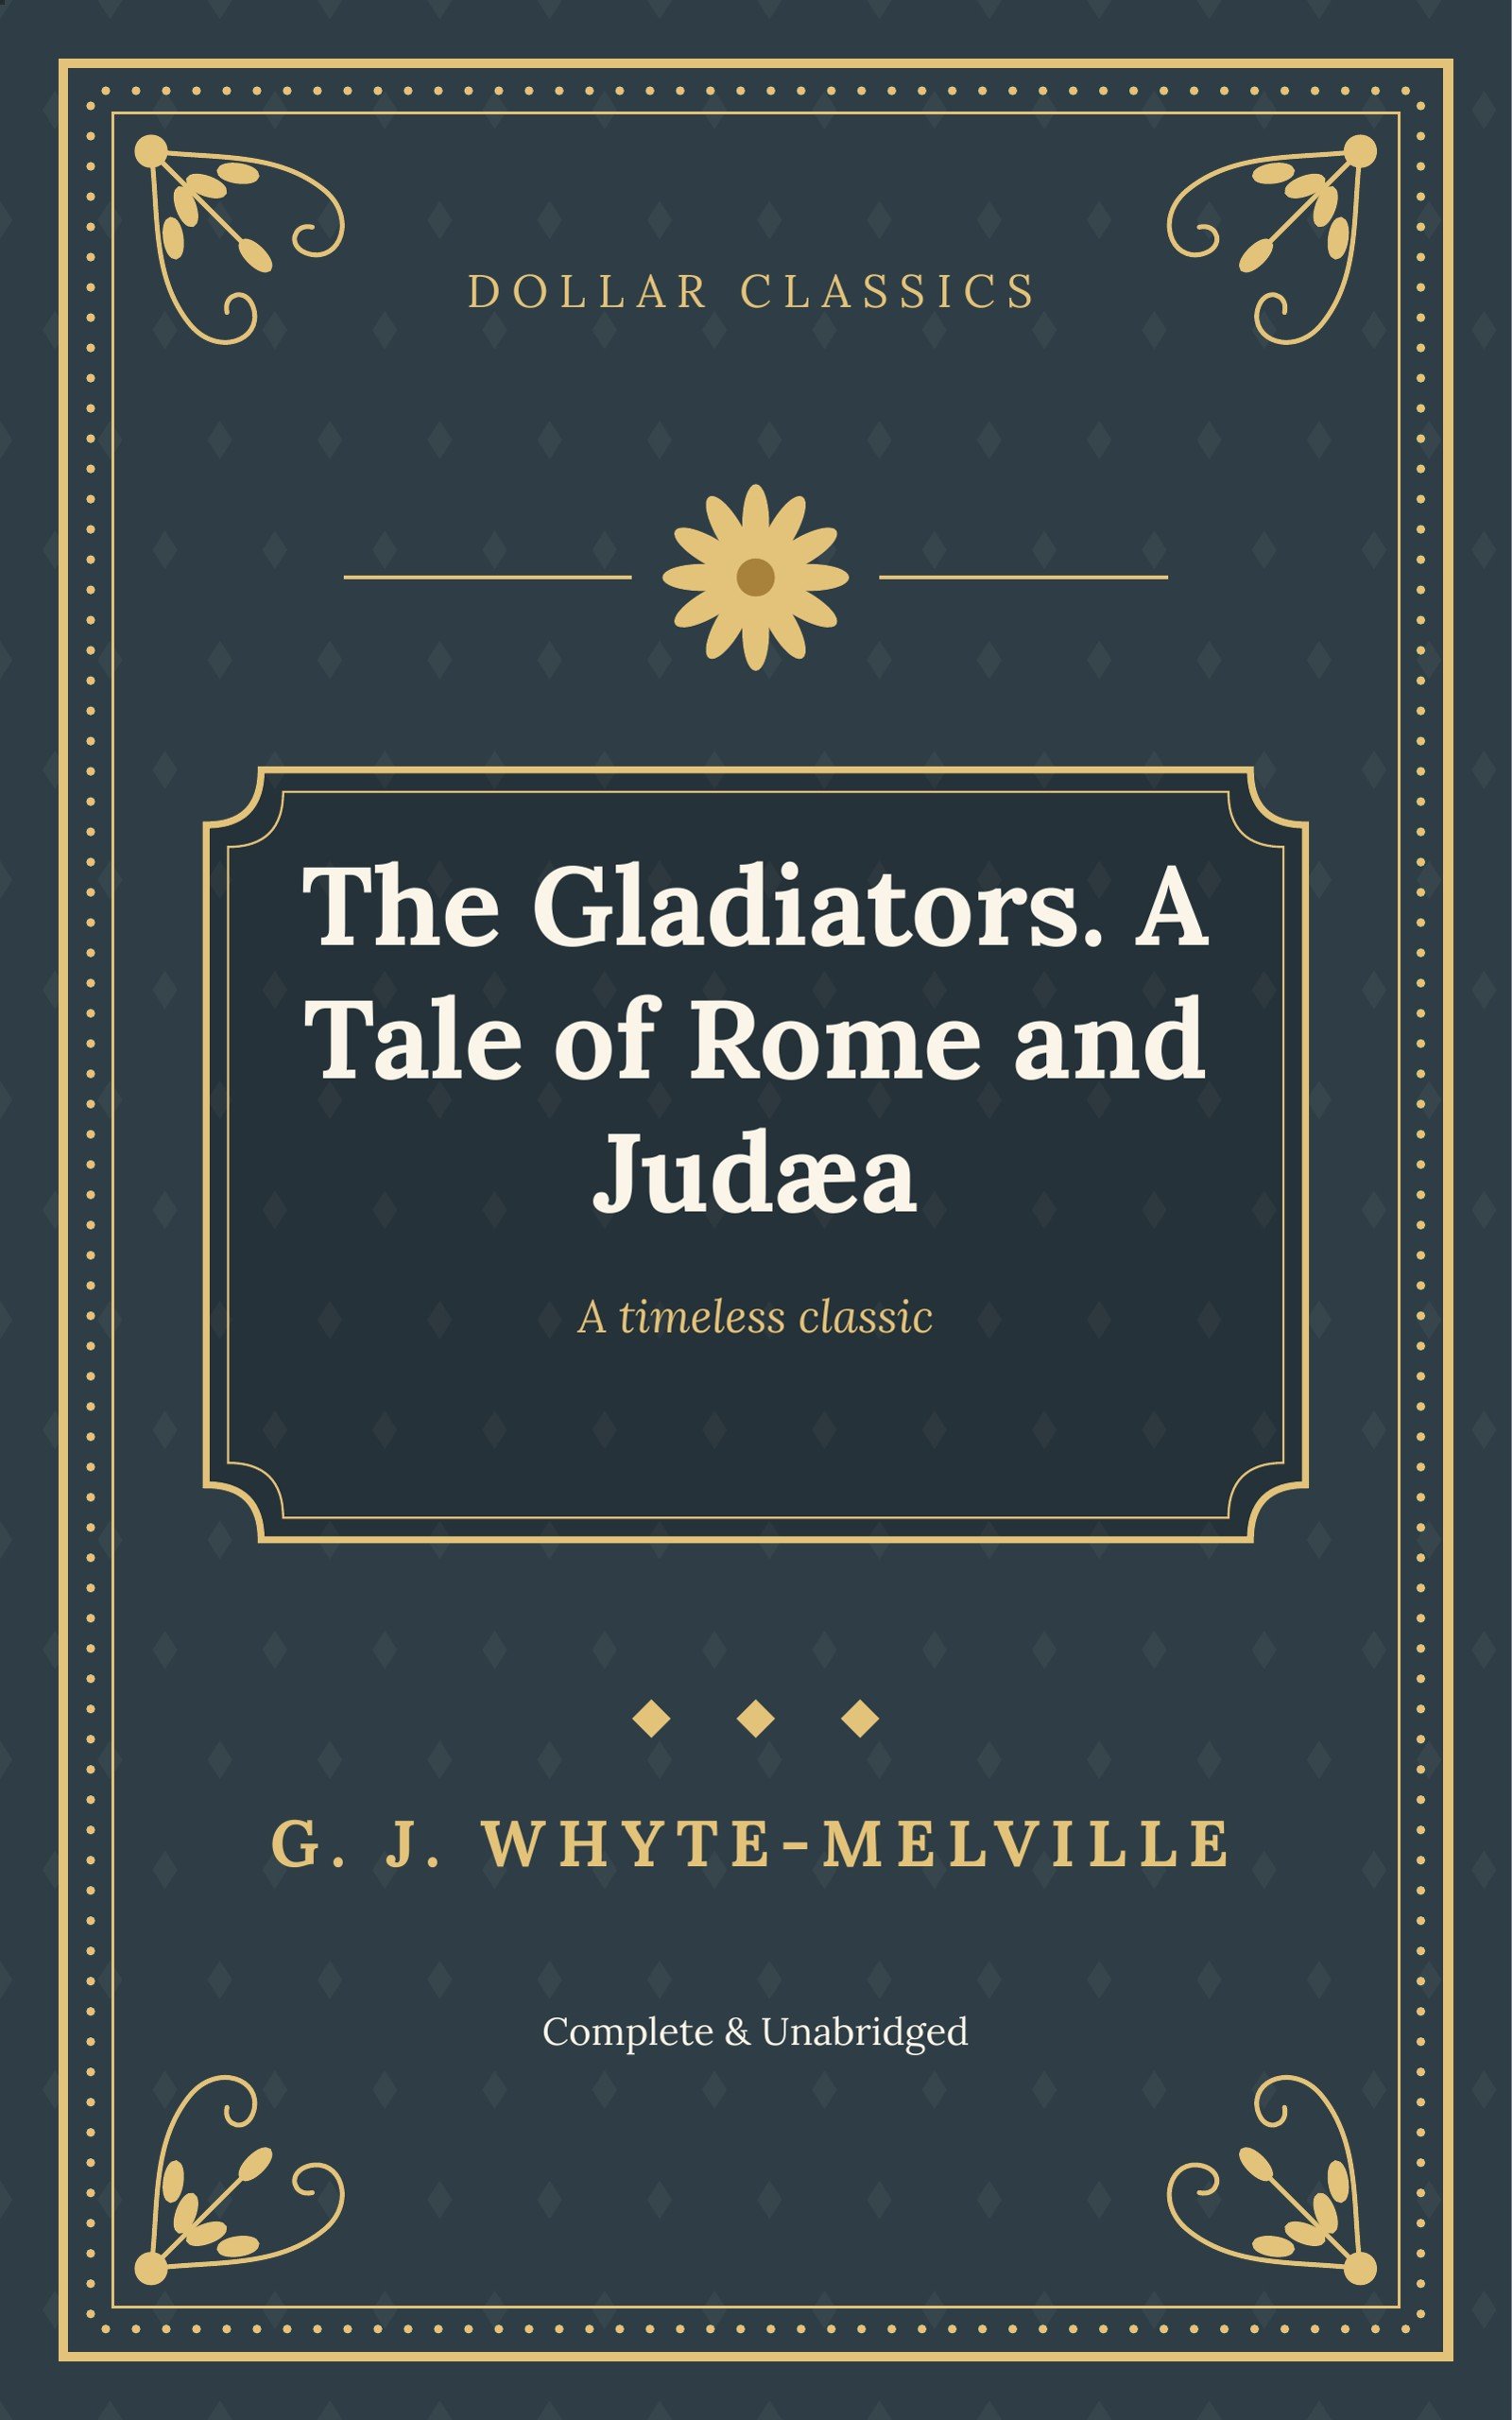 DOLLAR CLASSICS
The Gladiators. A
Tale of Rome and
Judæa
A timeless classic
G. J. WHYTE-MELVILLE
Complete & Unabridged